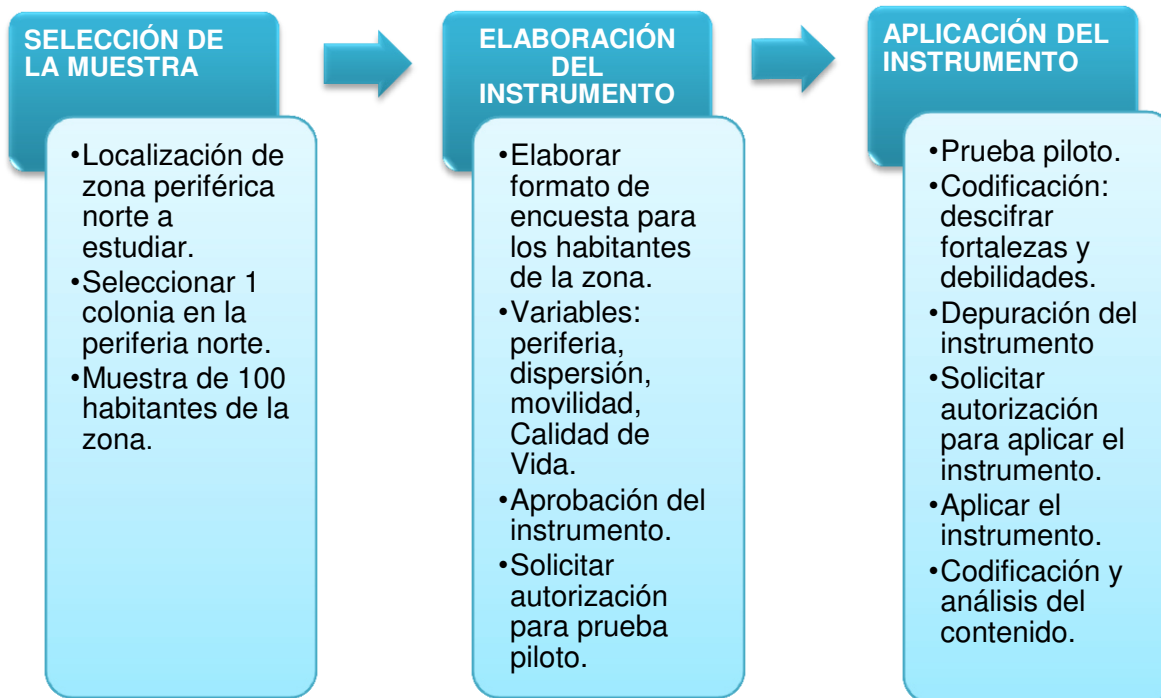 SELECCIÓN DE
LA MUESTRA
•Localización de
zona periférica
norte a
estudiar.
•Seleccionar 1
colonia en la
periferia norte.
•Muestra de 100
habitantes de la
zona.
ELABORACIÓN
DEL
INSTRUMENTO
•Elaborar
formato de
encuesta para
los habitantes
de la zona.
•Variables:
periferia,
dispersión,
movilidad,
Calidad de
Vida.
•Aprobación del
instrumento.
•Solicitar
autorización
para prueba
piloto.
APLICACIÓN DEL
INSTRUMENTO
•Prueba piloto.
•Codificación:
descifrar
fortalezas y
debilidades.
•Depuración del
instrumento
•Solicitar
autorización
para aplicar el
instrumento.
•Aplicar el
instrumento.
•Codificación y
análisis del
contenido.